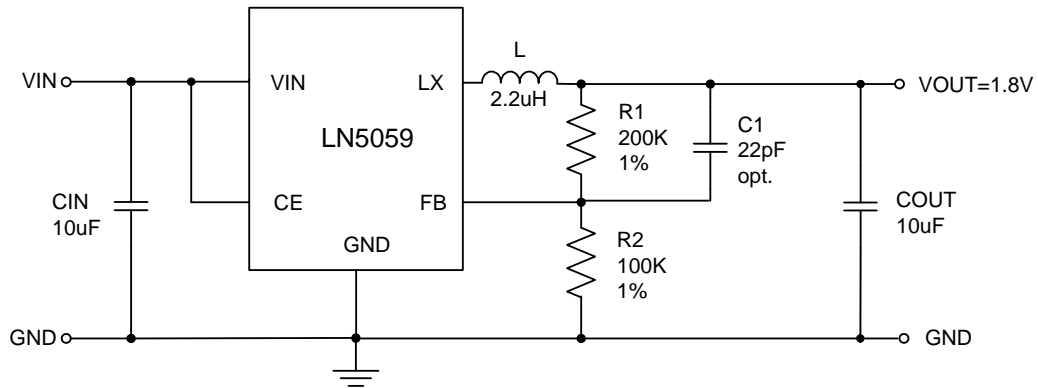 L
VIN
VIN
LX
2.2uH
VOUT=1.8V
R1
200K
1%
C1
22pF
opt.
LN5059
CIN
10uF
CE
FB
COUT
10uF
GND
R2
100K
1%
GND
GND